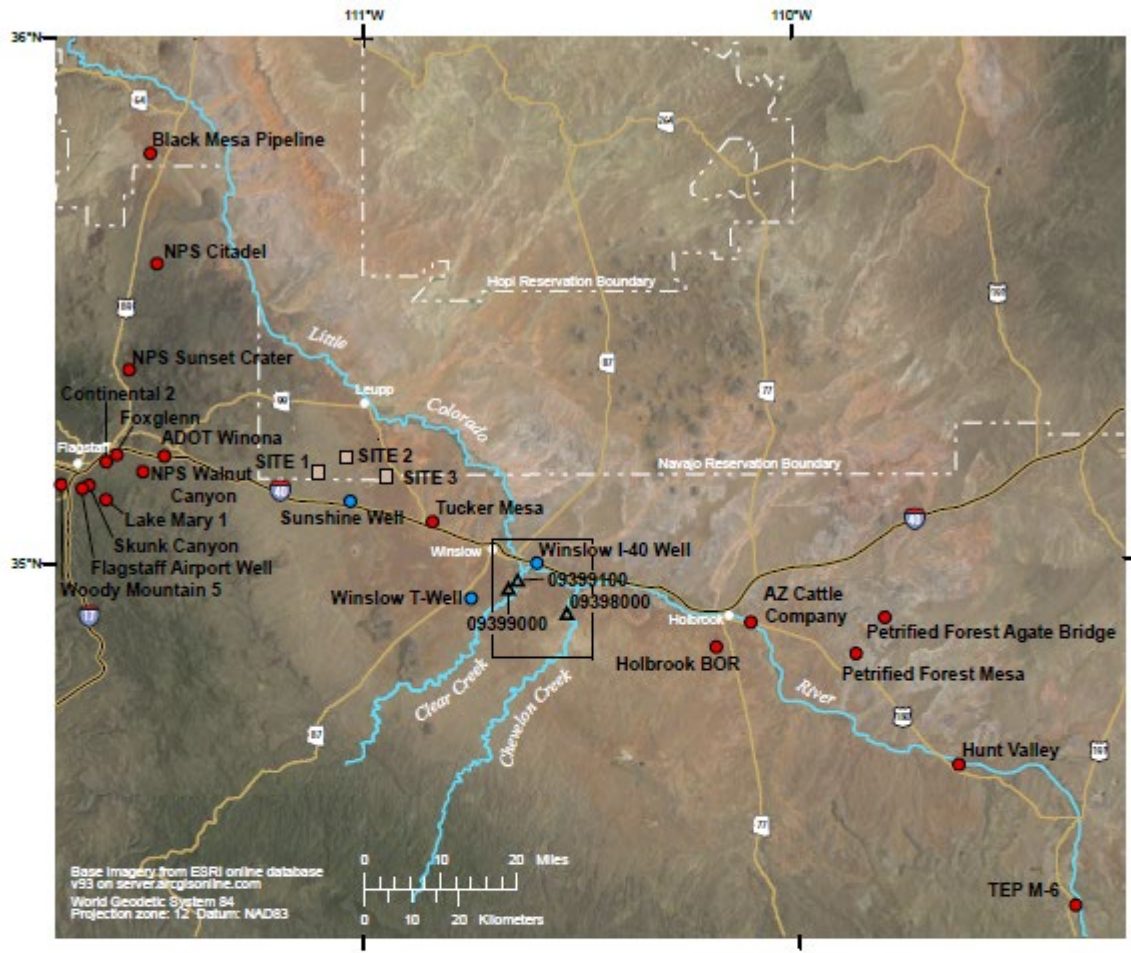 111°W
110°W
36°N
64
Black Mesa Pipeline
264
NPS Citadel
Hopi Reservation Boundary
191
89
Little
NPS Sunset Crater
87
77
Continental 2
Leupp
Foxglenn
99
Colorado
ADOT Winona
Flagstaff
SITE 1
SITE 2
SITE 3
Navajo Reservation Boundary
NPS Walnut
Canyon
40
40
Lake Mary 1
Sunshine Well
Tucker Mesa
Skunk Canyon
Winslow
Winslow I-40 Well
Flagstaff Airport Well
35°N
09399100
Woody Mountain 5
Winslow T-Well
09398000
AZ Cattle
Company
17
09399000
Holbrook
Petrified Forest Agate Bridge
Holbrook BOR
Petrified Forest Mesa
Clear Creek
Chevelon Creek
River
87
180
191
Hunt Valley
77
0 10 20 Miles
Base Imagery from ESRI online database
v93 on server.arcgisonline.com
World Geodetic System 84
Projection zone: 12 Datum: NAD83
0 10 20 Kilometers
TEP M-6